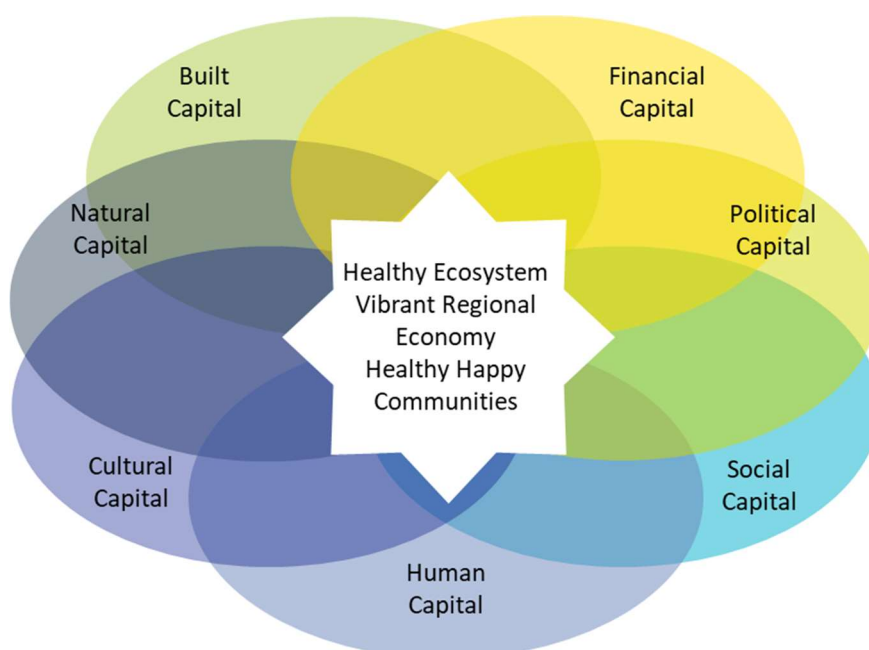 Built
Capital
Financial
Capital
Natural
Capital
Political
Capital
Healthy Ecosystem
Vibrant Regional
Economy
Healthy Happy
Communities
Cultural
Capital
Social
Capital
Human
Capital